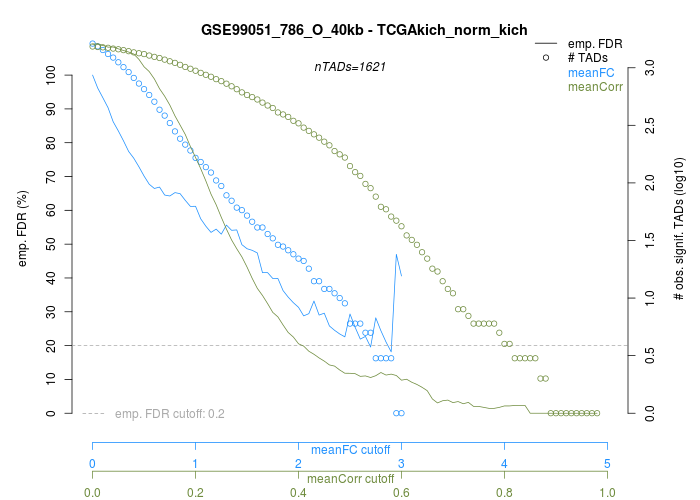 GSE99051_786_O_40kb - TCGAkich_norm_kich
emp. FDR
# TADs
meanFC
meanCorr
nTADs=1621
emp. FDR (%)
0 10 20 30 40 50 60 70 80 90 100
# obs. signif. TADs (log10)
0.0 0.5 1.0 1.5 2.0 2.5 3.0
emp. FDR cutoff: 0.2
meanFC cutoff
0 1 2 3 4 5
meanCorr cutoff
0.0 0.2 0.4 0.6 0.8 1.0